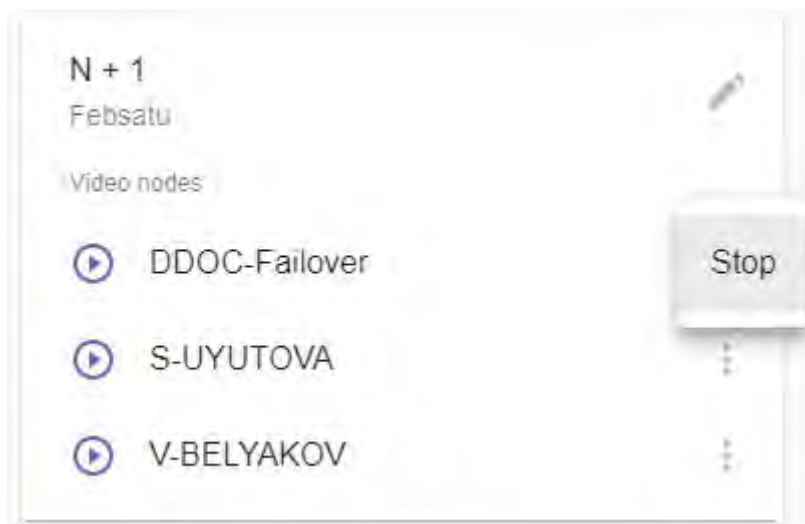 N + 1
Febsatu
Video nodes
DDOC-Failover
Stop
S-UYUTOVA
V-BELYAKOV